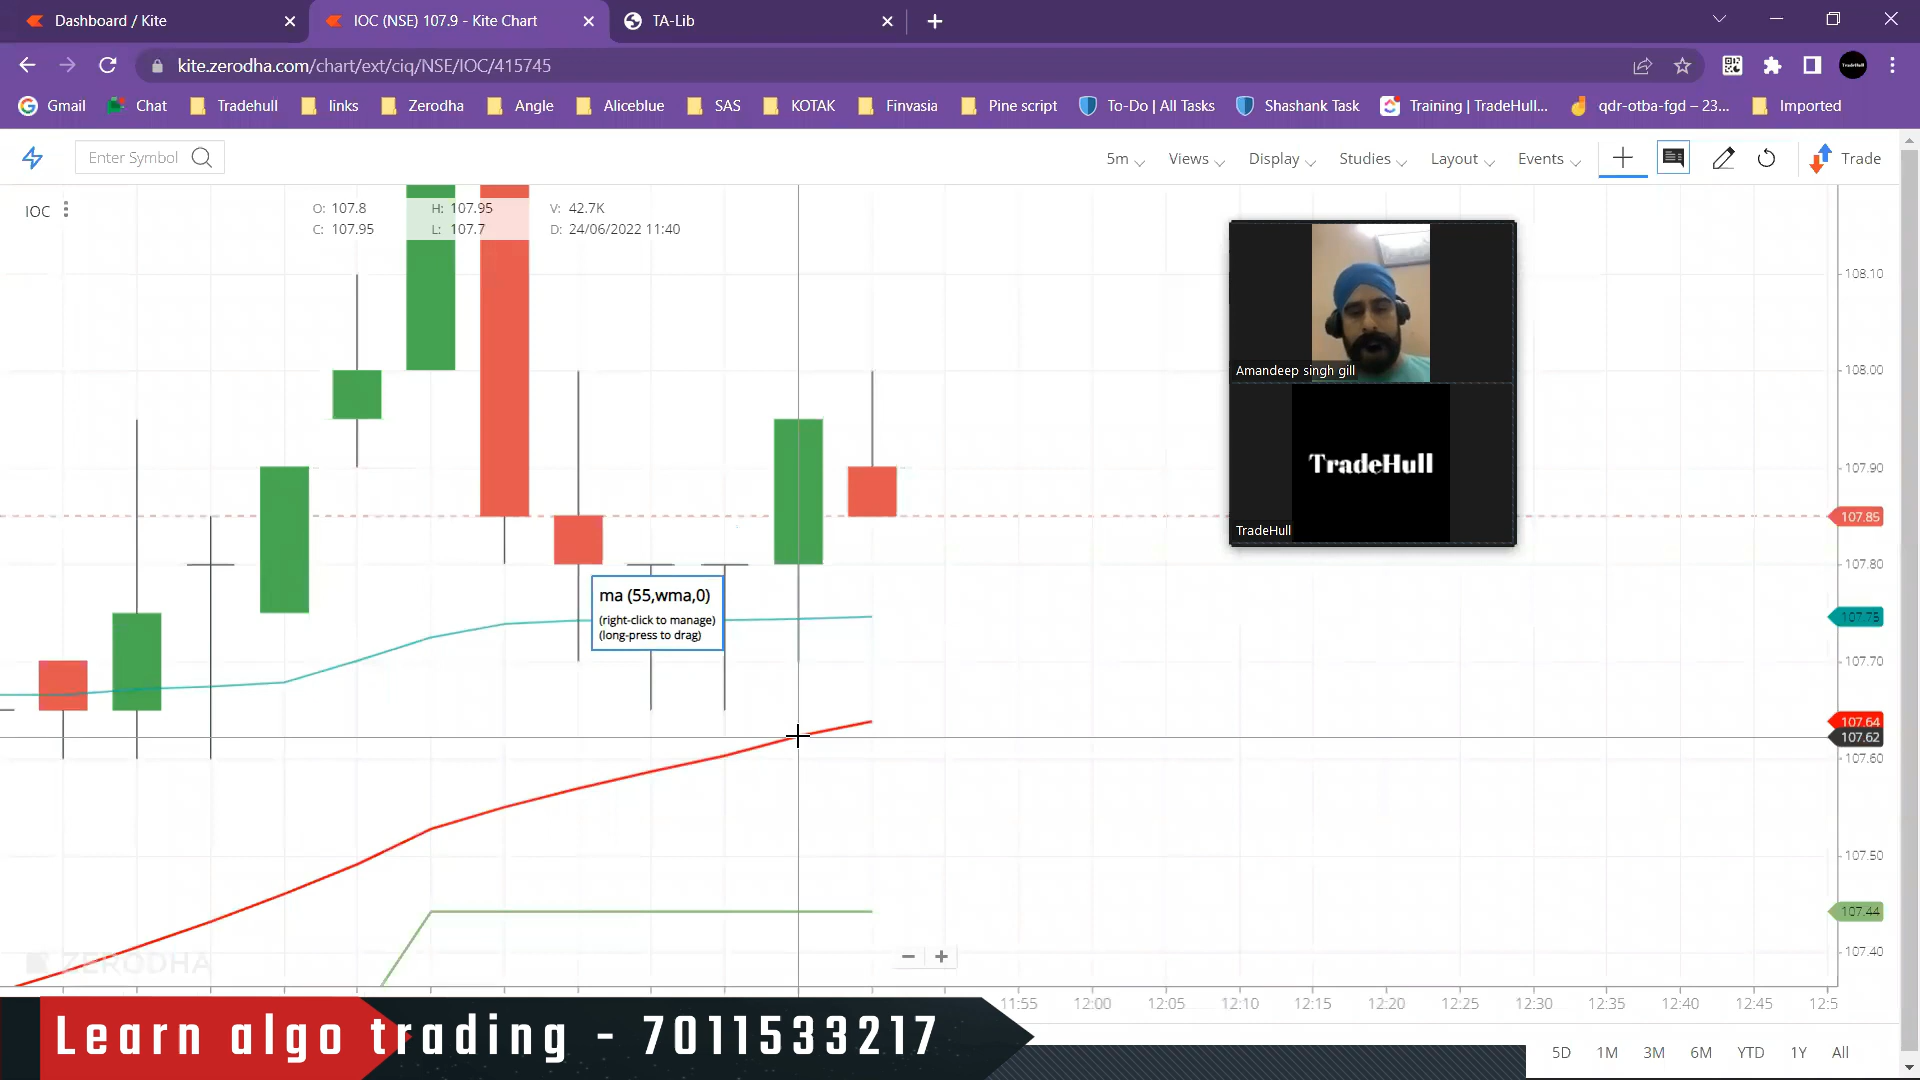 Dashboard / Kite
IOC (NSE) 107.9 - Kite Chart
TA-Lib
kite.zerodha.com/chart/ext/ciq/NSE/IOC/415745
Gmail
Chat
Tradehull
links
Zerodha
Angle
Aliceblue
SAS
KOTAK
Finvasia
Pine script
To-Do | All Tasks
Shashank Task
Training | TradeHull...
qdr-otba-fgd – 23...
Imported
Enter Symbol
5m
Views
Display
Studies
Layout
Events
Trade
IOC
O: 107.8 H: 107.95 V: 42.7K
C: 107.95 L: 107.7 D: 24/06/2022 11:40
108.10
108.00
107.90
107.85
107.80
107.75
107.70
107.64
107.62
107.60
107.50
107.44
107.40
ma (55,wma,0)
(right-click to manage)
(long-press to drag)
Amandeep singh gill
TradeHull
TradeHull
ZERODHA
11:55 12:00 12:05 12:10 12:15 12:20 12:25 12:30 12:35 12:40 12:45 12:5
Learn algo trading - 7011533217
5D 1M 3M 6M YTD 1Y All